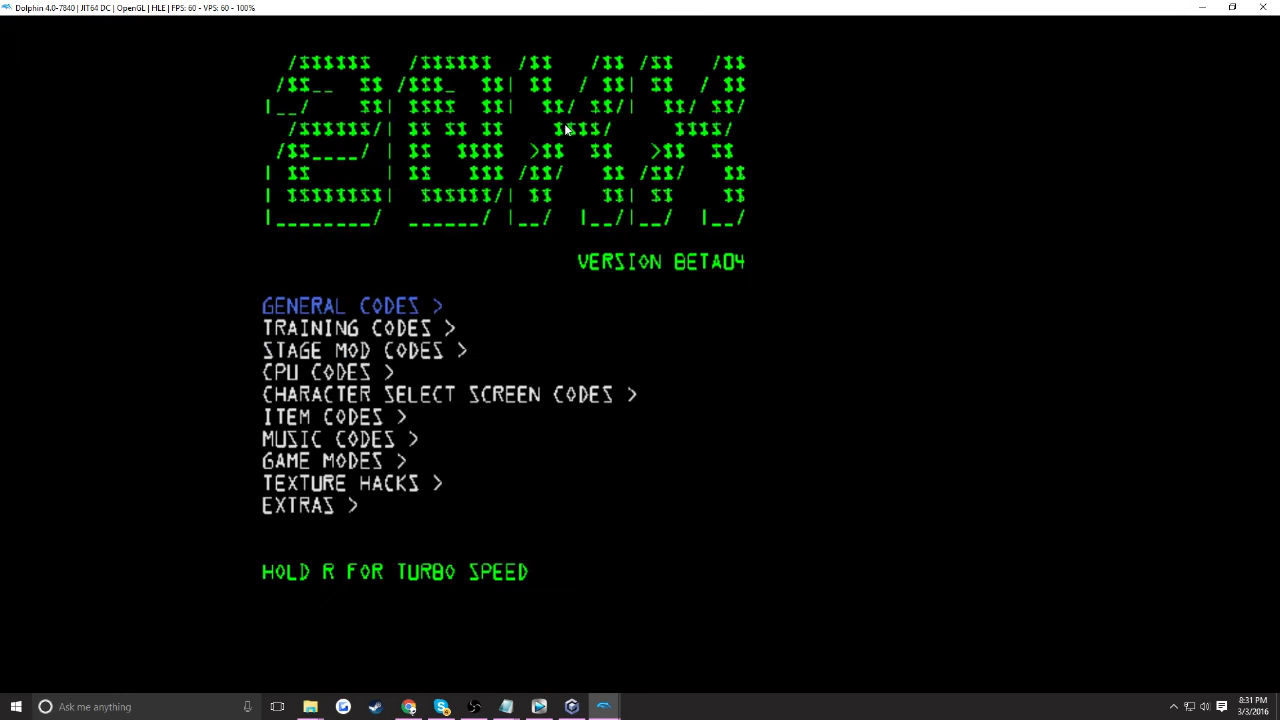 Dolphin 4.0-7840 | JIT64 DC | OpenGL | HLE | FPS: 60 - VPS: 60 - 100%
20XX
VERSION BETA04
GENERAL CODES >
TRAINING CODES >
STAGE MOD CODES >
CPU CODES >
CHARACTER SELECT SCREEN CODES >
ITEM CODES >
MUSIC CODES >
GAME MODES >
TEXTURE HACKS >
EXTRAS >
HOLD R FOR TURBO SPEED
Ask me anything
8:31 PM
3/3/2016